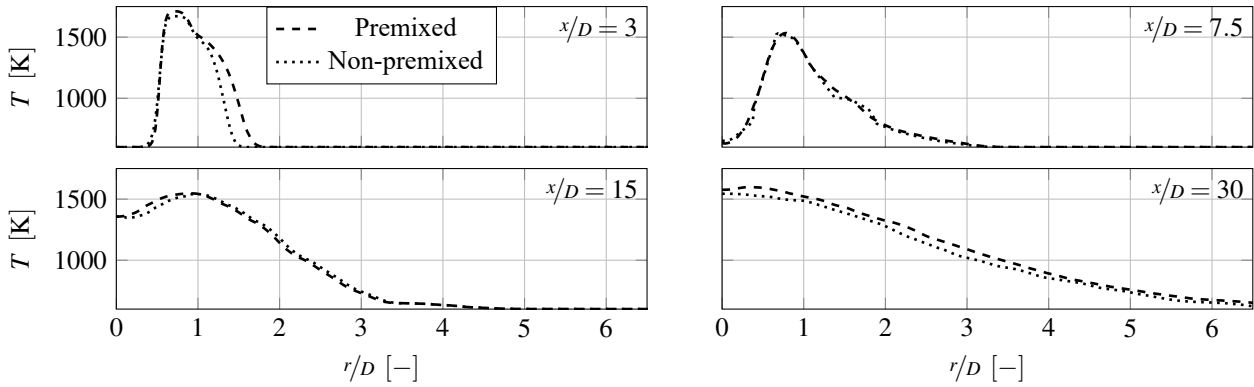 1500
1000
T [K]
Premixed
Non-premixed
x/D = 3
x/D = 7.5
1500
1000
T [K]
x/D = 15
x/D = 30
0 1 2 3 4 5 6
0 1 2 3 4 5 6
r/D [−]
r/D [−]